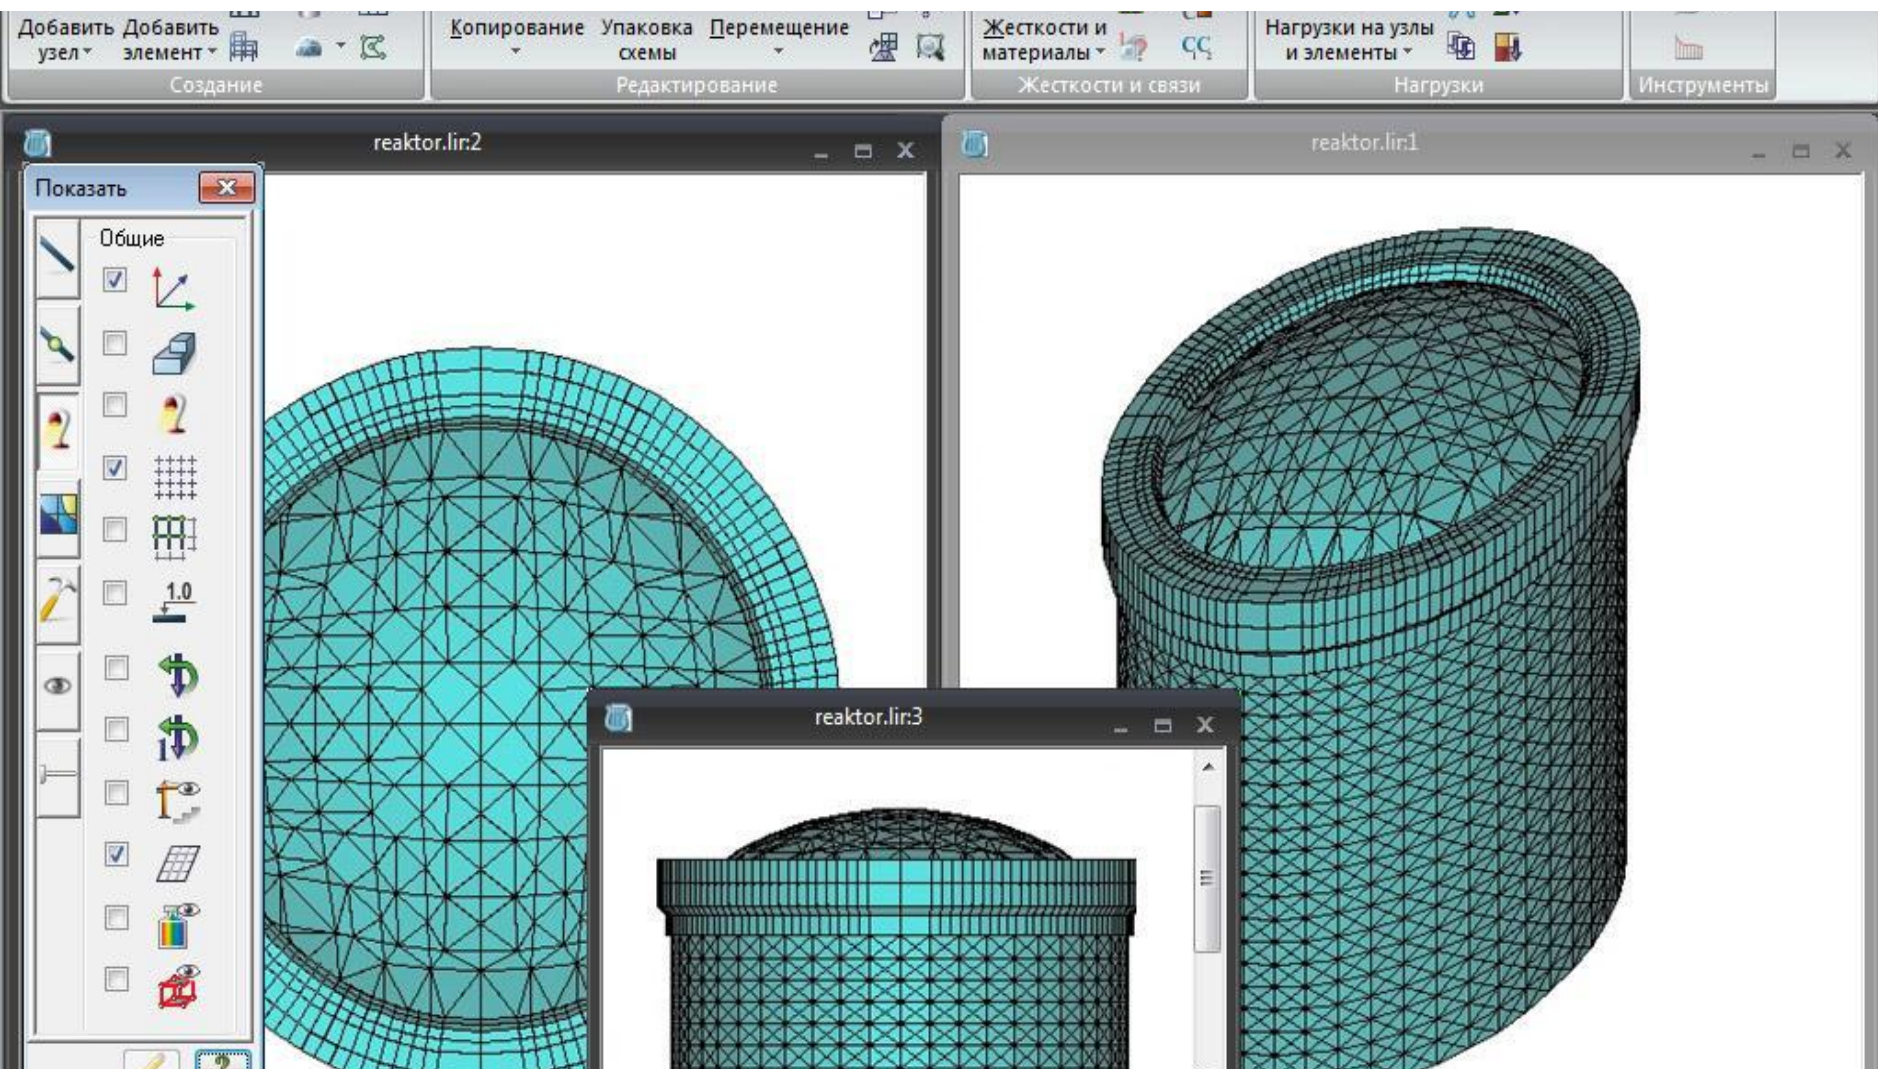 Добавить узел
Добавить элемент
Копирование
Упаковка схемы
Перемещение
Жесткости и материалы
Нагрузки на узлы и элементы
Создание
Редактирование
Жесткости и связи
Нагрузки
Инструменты
reaktor.lir:2
reaktor.lir:1
Показать
Общие
1.0
1
reaktor.lir:3